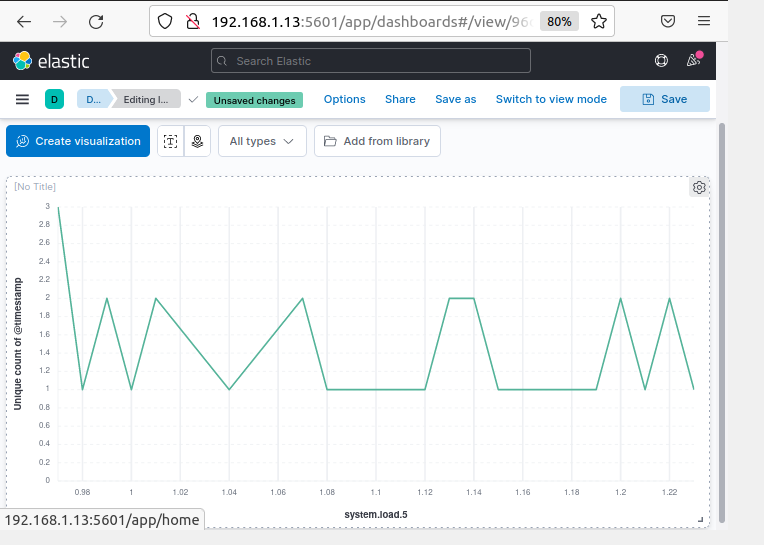 192.168.1.13:5601/app/dashboards#/view/96
80%
elastic
Search Elastic
D
D...
Editing I...
Unsaved changes
Options
Share
Save as
Switch to view mode
Save
Create visualization
All types
Add from library
[No Title]
3
2.8
2.6
2.4
2.2
2
1.8
1.6
1.4
1.2
1
0.8
0.6
0.4
0.2
0
Unique count of @timestamp
0.98
1
1.02
1.04
1.06
1.08
1.1
1.12
1.14
1.16
1.18
1.2
1.22
system.load.5
192.168.1.13:5601/app/home